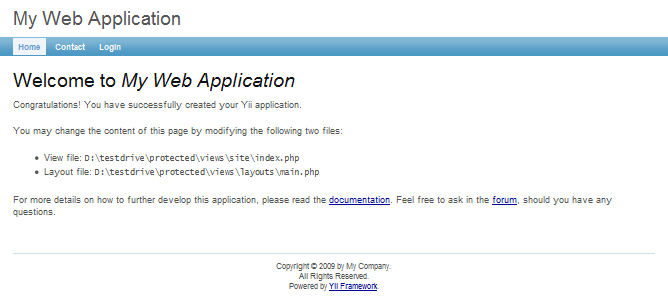 My Web Application
Home Contact Login
Welcome to My Web Application
Congratulations! You have successfully created your Yii application.
You may change the content of this page by modifying the following two files:
• View file: D:\testdrive\protected\views\site\index.php
• Layout file: D:\testdrive\protected\views\layouts\main.php
For more details on how to further develop this application, please read the documentation. Feel free to ask in the forum, should you have any
questions.
Copyright © 2009 by My Company.
All Rights Reserved.
Powered by Yii Framework.